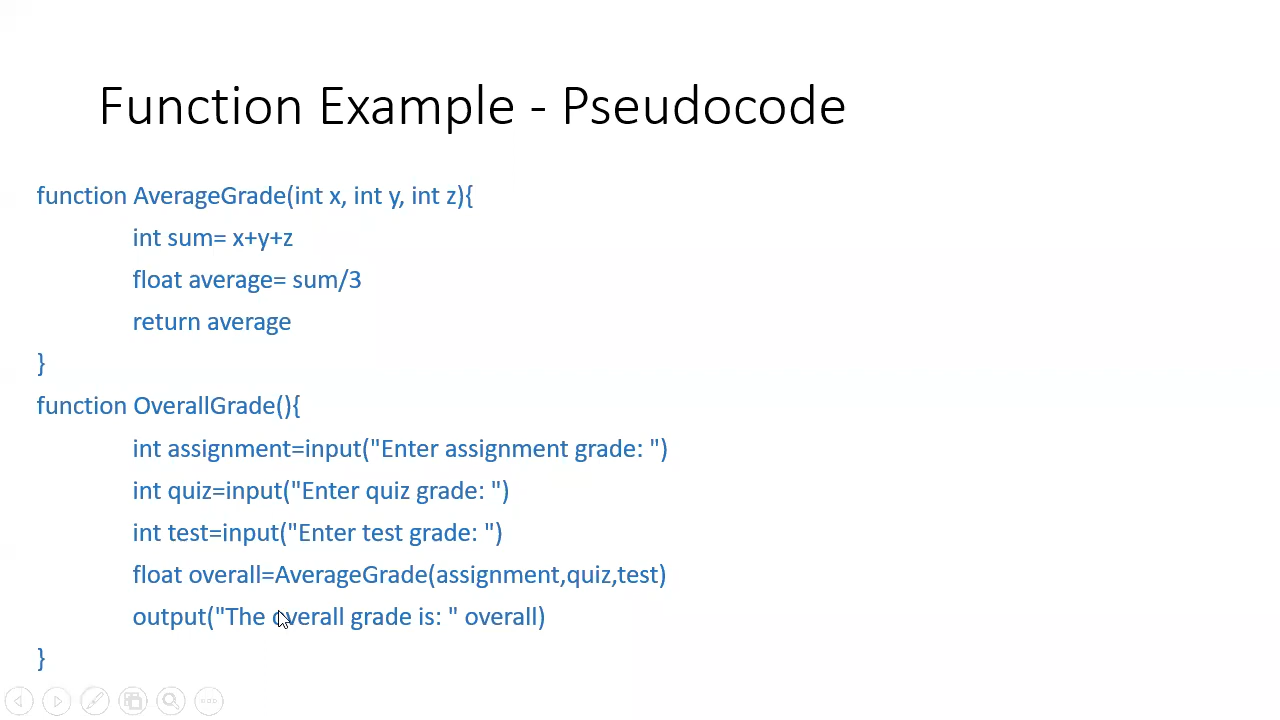 Function Example - Pseudocode
function AverageGrade(int x, int y, int z){
int sum= x+y+z
float average= sum/3
return average
}
function OverallGrade(){
int assignment=input("Enter assignment grade: ")
int quiz=input("Enter quiz grade: ")
int test=input("Enter test grade: ")
float overall=AverageGrade(assignment,quiz,test)
output("The overall grade is: " overall)
}